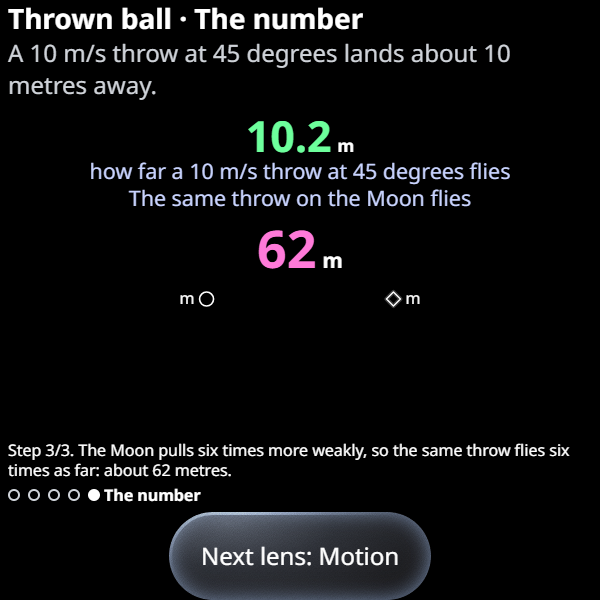 Thrown ball · The number
A 10 m/s throw at 45 degrees lands about 10
metres away.
10.2 m
how far a 10 m/s throw at 45 degrees flies
The same throw on the Moon flies
62 m
m
m
Step 3/3. The Moon pulls six times more weakly, so the same throw flies six
times as far: about 62 metres.
The number
Next lens: Motion